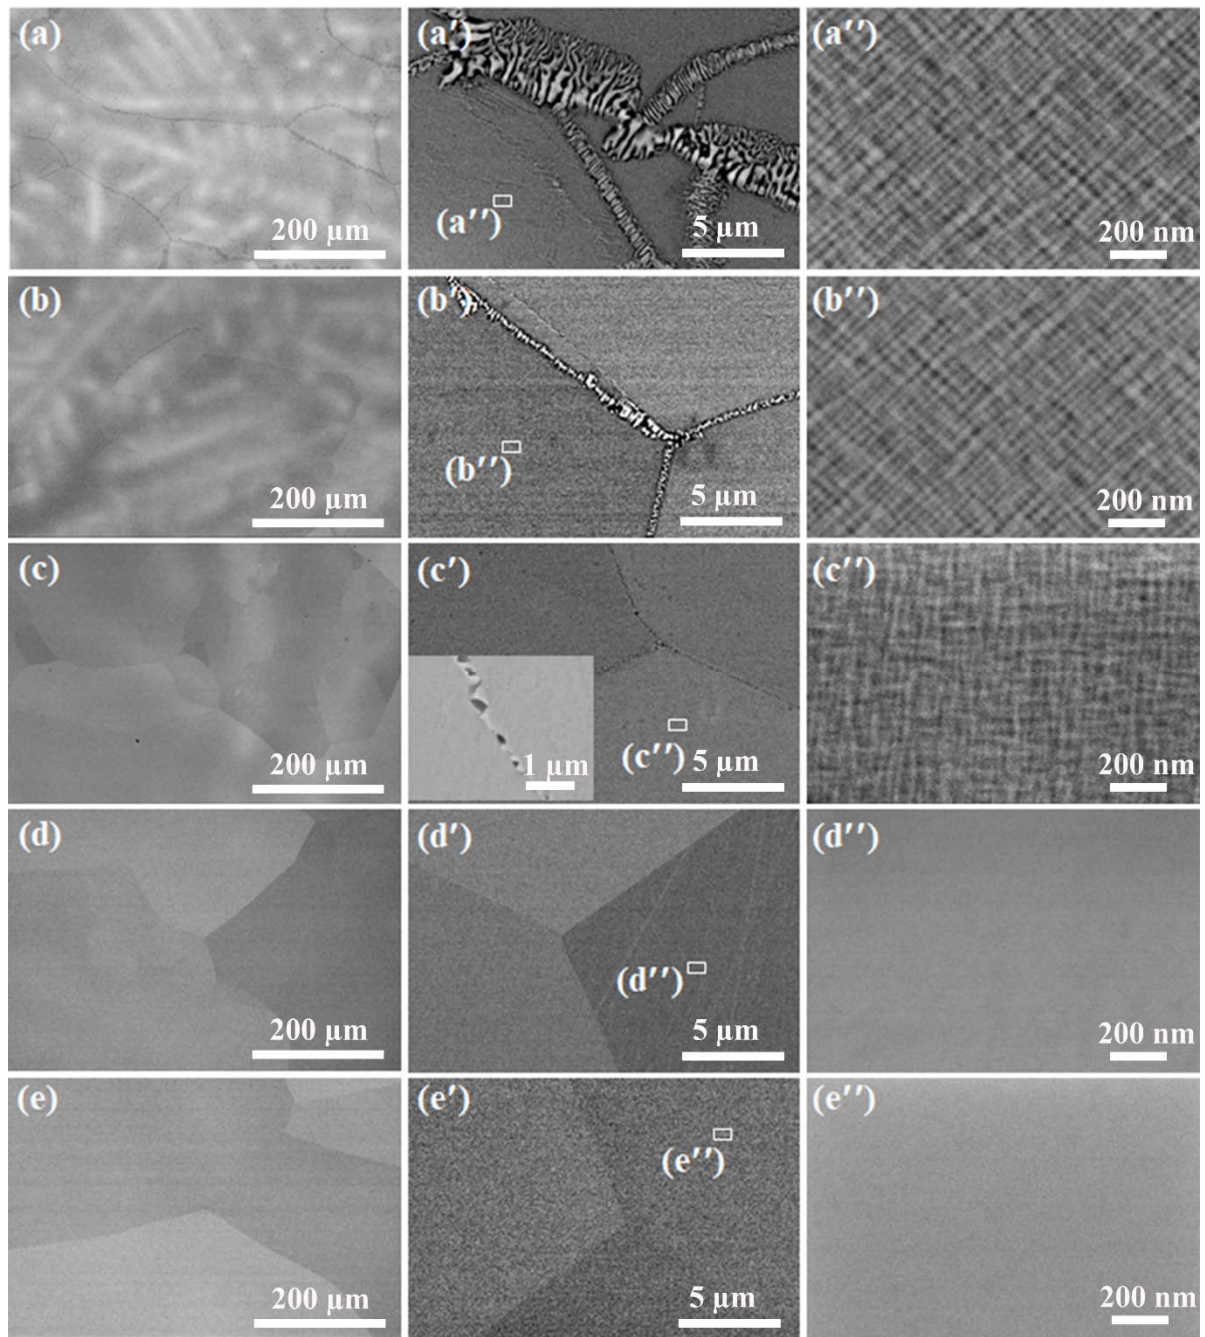 (a)
200 µm
(a′)
(a″)
5 µm
(a″)
200 nm
(b)
200 µm
(b′)
(b″)
5 µm
(b″)
200 nm
(c)
200 µm
(c′)
1 µm
(c″)
5 µm
(c″)
200 nm
(d)
200 µm
(d′)
(d″)
5 µm
(d″)
200 nm
(e)
200 µm
(e′)
(e″)
5 µm
(e″)
200 nm